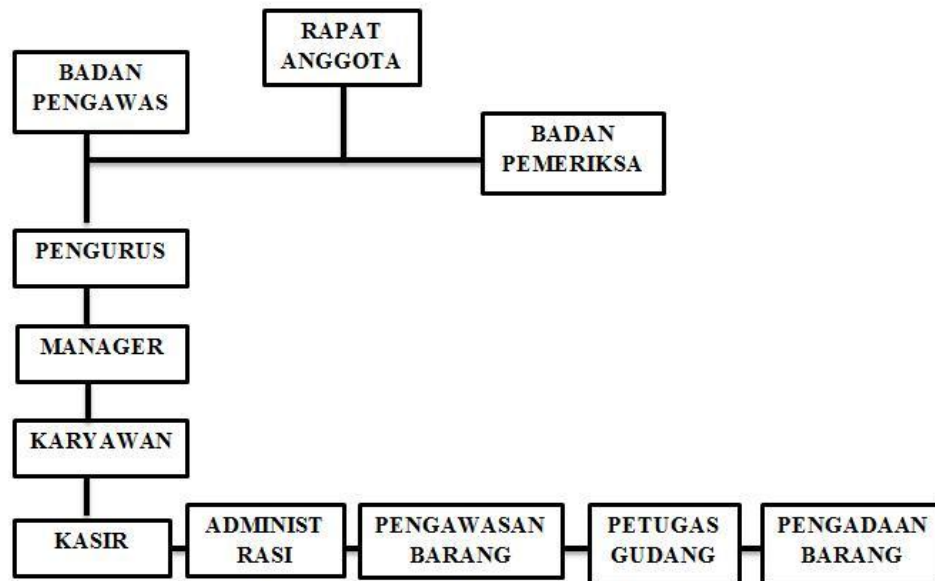 RAPAT
ANGGOTA
BADAN
PENGAWAS
BADAN
PEMERIKSA
PENGURUS
MANAGER
KARYAWAN
KASIR
ADMINIST
RASI
PENGAWASAN
BARANG
PETUGAS
GUDANG
PENGADAAN
BARANG